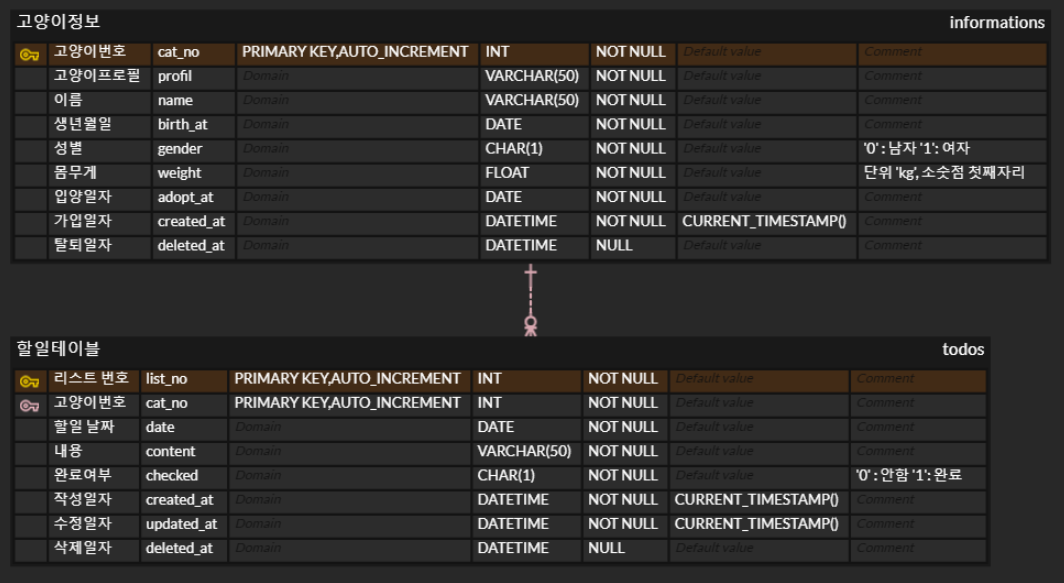 고양이정보 informations
고양이번호 cat_no PRIMARY KEY,AUTO_INCREMENT INT NOT NULL Default value Comment
고양이프로필 profil Domain VARCHAR(50) NOT NULL Default value Comment
이름 name Domain VARCHAR(50) NOT NULL Default value Comment
생년월일 birth_at Domain DATE NOT NULL Default value Comment
성별 gender Domain CHAR(1) NOT NULL Default value '0' : 남자 '1': 여자
몸무게 weight Domain FLOAT NOT NULL Default value 단위 'kg', 소숫점 첫째자리
입양일자 adopt_at Domain DATE NOT NULL Default value Comment
가입일자 created_at Domain DATETIME NOT NULL CURRENT_TIMESTAMP() Comment
탈퇴일자 deleted_at Domain DATETIME NULL Default value Comment
할일테이블 todos
리스트 번호 list_no PRIMARY KEY,AUTO_INCREMENT INT NOT NULL Default value Comment
고양이번호 cat_no PRIMARY KEY,AUTO_INCREMENT INT NOT NULL Default value Comment
할일 날짜 date Domain DATE NOT NULL Default value Comment
내용 content Domain VARCHAR(50) NOT NULL Default value Comment
완료여부 checked Domain CHAR(1) NOT NULL Default value '0' : 안함 '1': 완료
작성일자 created_at Domain DATETIME NOT NULL CURRENT_TIMESTAMP() Comment
수정일자 updated_at Domain DATETIME NOT NULL CURRENT_TIMESTAMP() Comment
삭제일자 deleted_at Domain DATETIME NULL Default value Comment